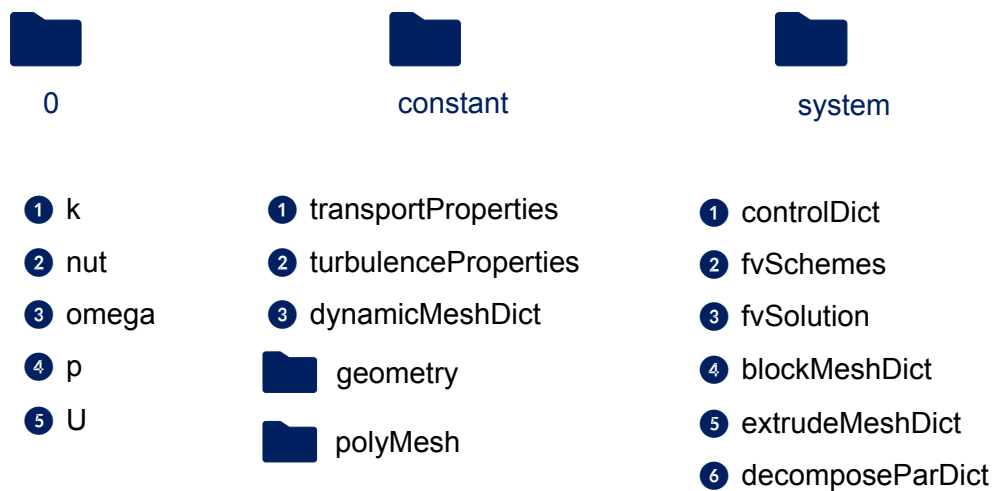 0
constant
system
1 k
2 nut
3 omega
4 p
5 U
1 transportProperties
2 turbulenceProperties
3 dynamicMeshDict
geometry
polyMesh
1 controlDict
2 fvSchemes
3 fvSolution
4 blockMeshDict
5 extrudeMeshDict
6 decomposeParDict